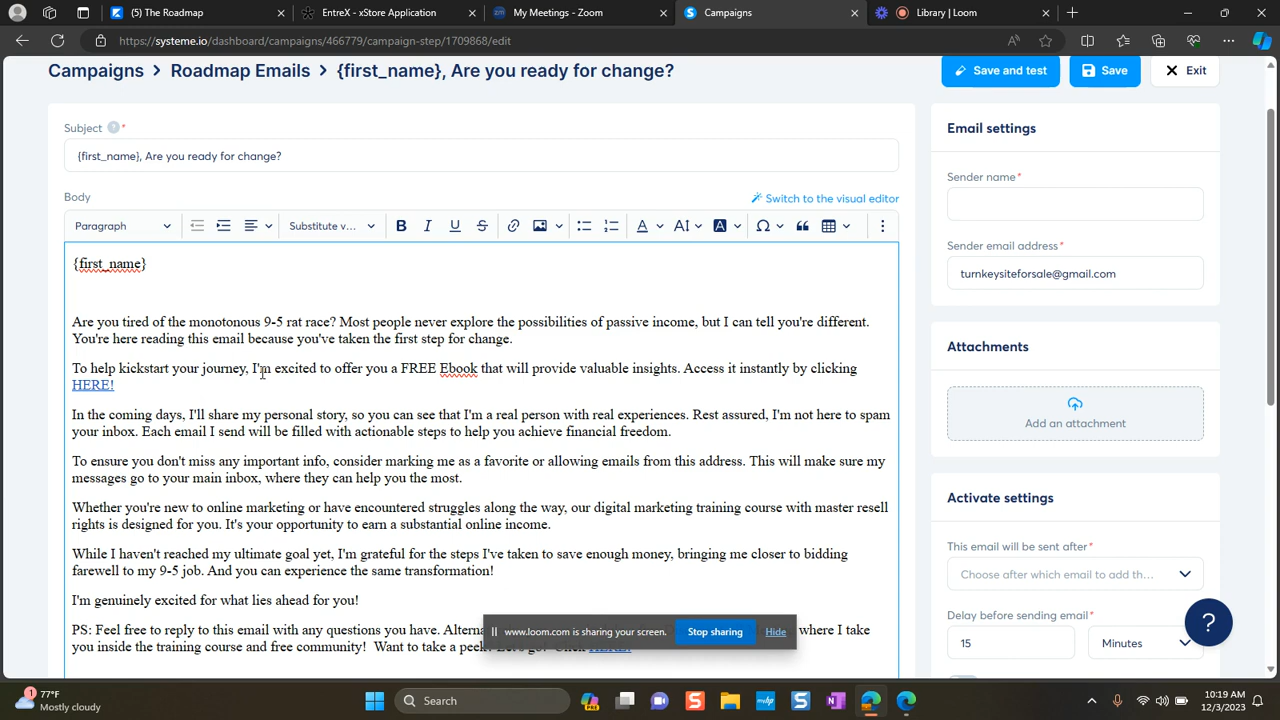 (5) The Roadmap
EntreX - xStore Application
My Meetings - Zoom
Campaigns
Library | Loom
https://systeme.io/dashboard/campaigns/466779/campaign-step/1709868/edit
Campaigns > Roadmap Emails > {first_name}, Are you ready for change?
Save and test
Save
Exit
Subject ? *
{first_name}, Are you ready for change?
Body
Switch to the visual editor
Paragraph
Substitute v...
{first_name}
Are you tired of the monotonous 9-5 rat race? Most people never explore the possibilities of passive income, but I can tell you're different.
You're here reading this email because you've taken the first step for change.
To help kickstart your journey, I'm excited to offer you a FREE Ebook that will provide valuable insights. Access it instantly by clicking
HERE!
In the coming days, I'll share my personal story, so you can see that I'm a real person with real experiences. Rest assured, I'm not here to spam
your inbox. Each email I send will be filled with actionable steps to help you achieve financial freedom.
To ensure you don't miss any important info, consider marking me as a favorite or allowing emails from this address. This will make sure my
messages go to your main inbox, where they can help you the most.
Whether you're new to online marketing or have encountered struggles along the way, our digital marketing training course with master resell
rights is designed for you. It's your opportunity to earn a substantial online income.
While I haven't reached my ultimate goal yet, I'm grateful for the steps I've taken to save enough money, bringing me closer to bidding
farewell to my 9-5 job. And you can experience the same transformation!
I'm genuinely excited for what lies ahead for you!
PS: Feel free to reply to this email with any questions you have. where I take
you inside the training course and free community! Want to take a peek
Email settings
Sender name*
Sender email address*
turnkeysiteforsale@gmail.com
Attachments
Add an attachment
Activate settings
This email will be sent after*
Choose after which email to add th...
Delay before sending email*
15
Minutes
?
www.loom.com is sharing your screen.
Stop sharing
Hide
1
77°F
Mostly cloudy
Search
10:19 AM
12/3/2023